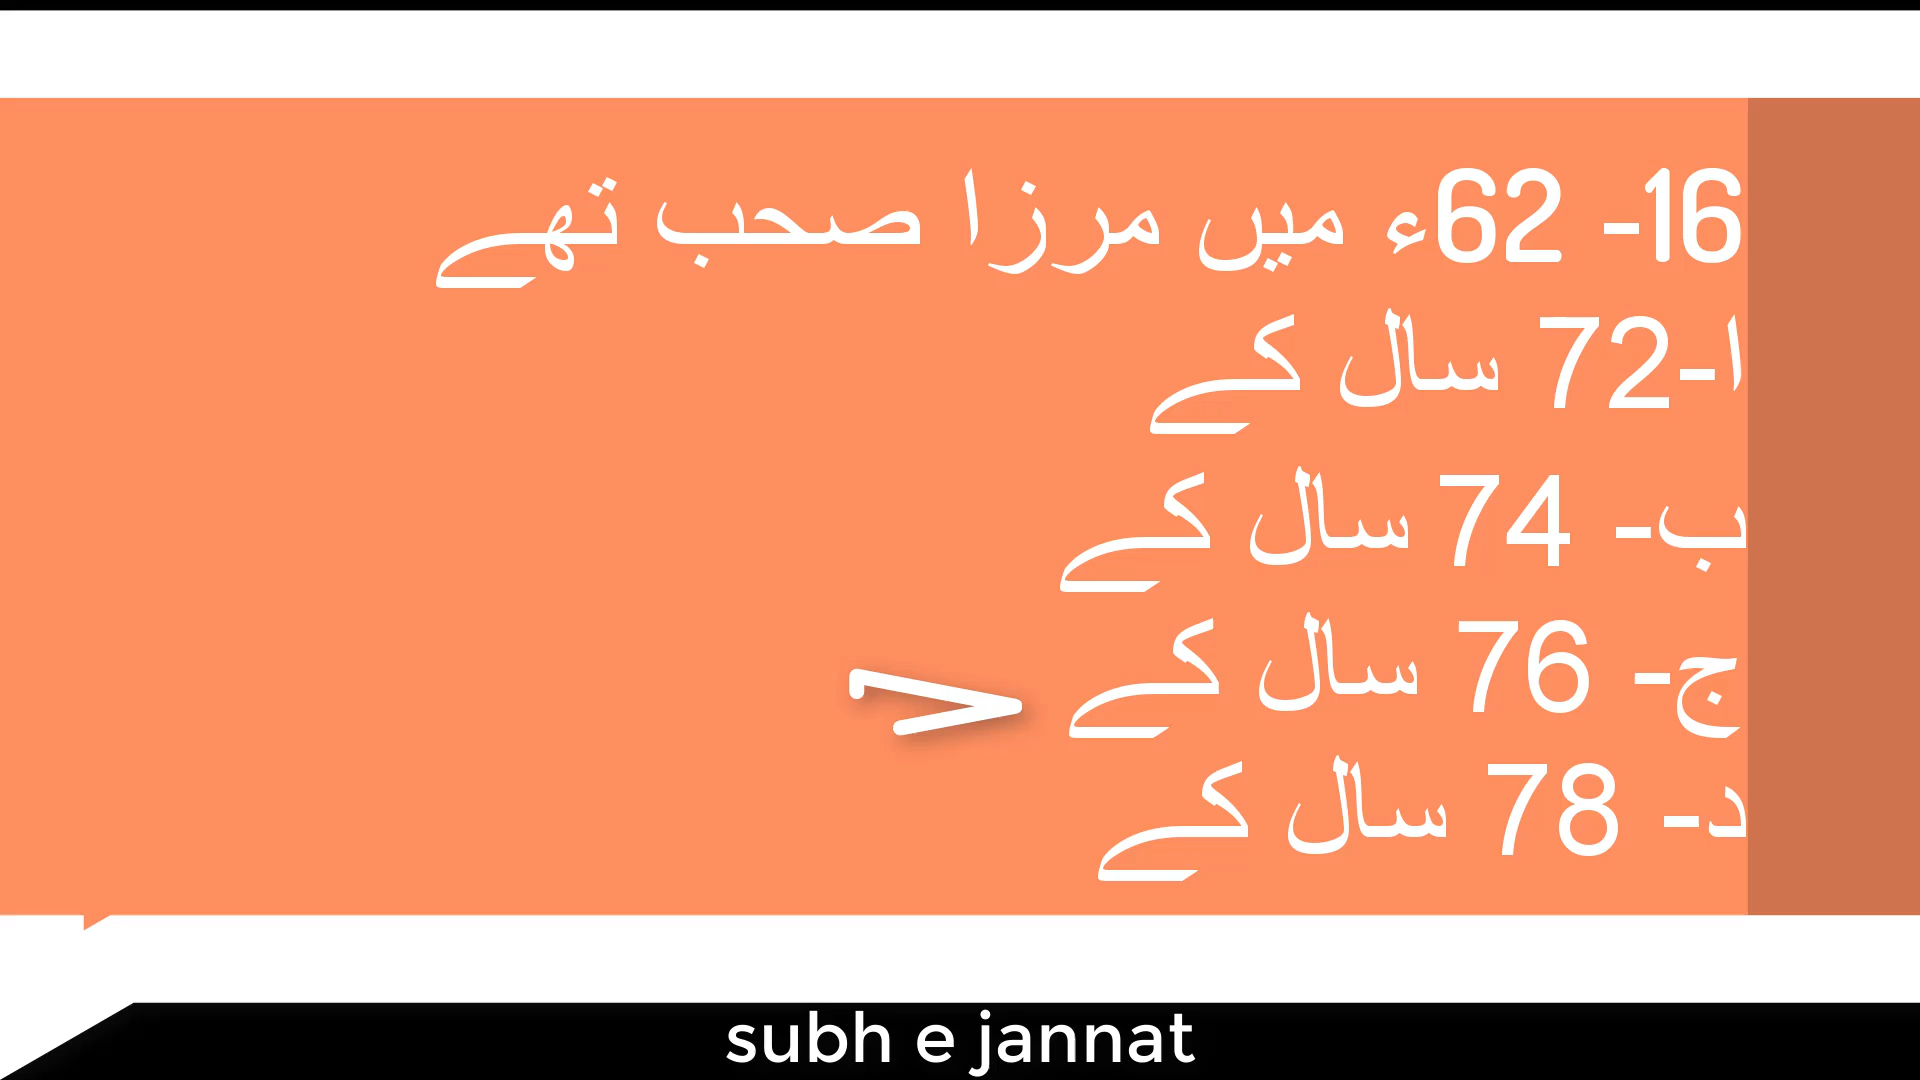 16- 62ء میں مرزا صحب تھے
ا-72 سال کے
ب- 74 سال کے
ج- 76 سال کے
د- 78 سال کے
subh e jannat